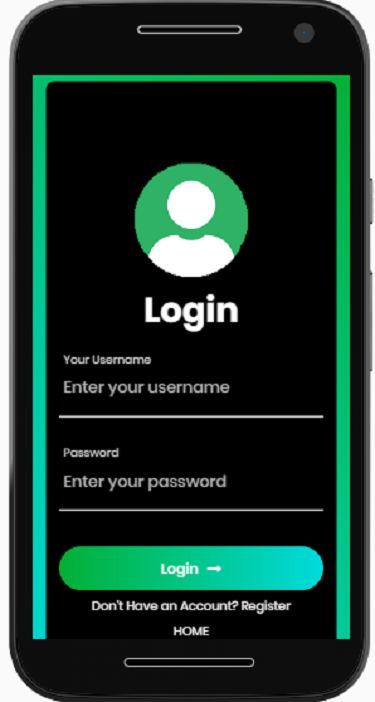 Login
Your Username
Enter your username
Password
Enter your password
Login →
Don't Have an Account? Register
HOME